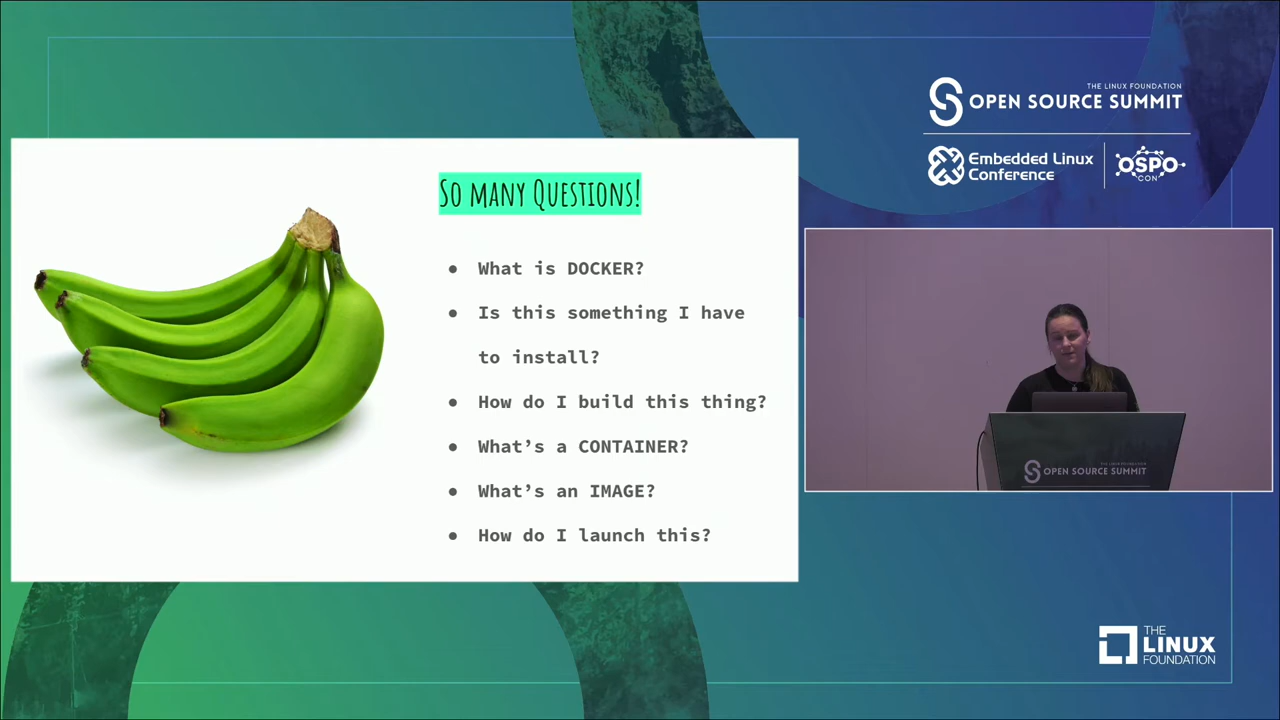 THE LINUX FOUNDATION
OPEN SOURCE SUMMIT
Embedded Linux
Conference
OSPO
CON
So many Questions!
● What is DOCKER?
● Is this something I have
to install?
● How do I build this thing?
● What’s a CONTAINER?
● What’s an IMAGE?
● How do I launch this?
OPEN SOURCE SUMMIT
THE
LINUX
FOUNDATION